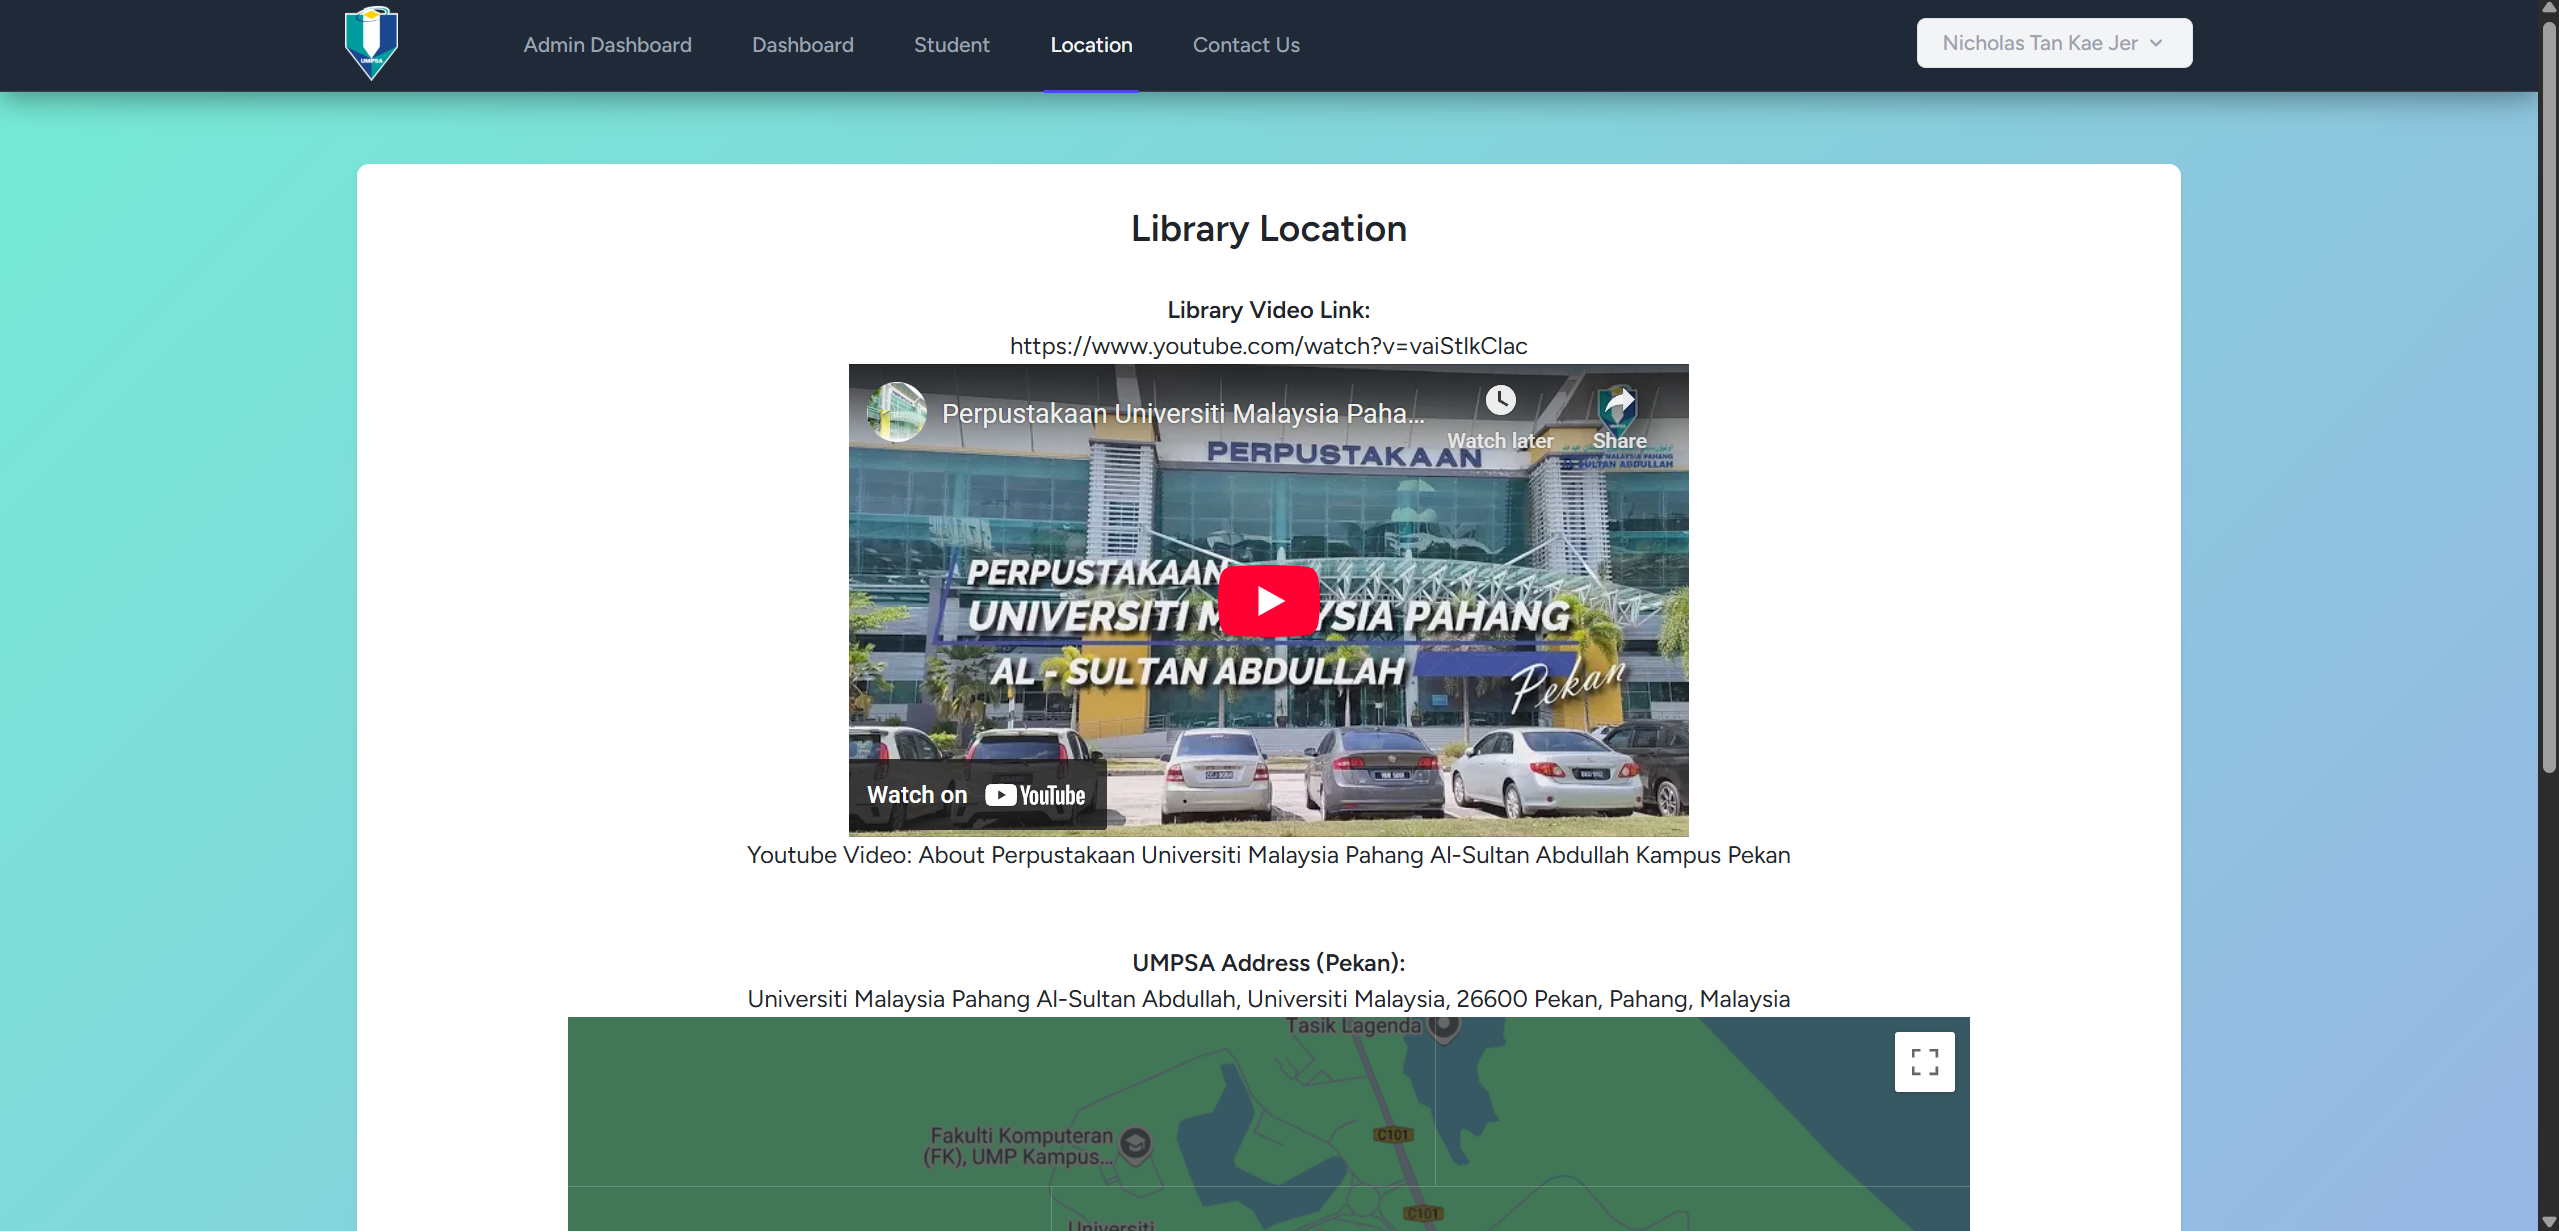 UMPSA
Admin Dashboard
Dashboard
Student
Location
Contact Us
Nicholas Tan Kae Jer
Library Location
Library Video Link:
https://www.youtube.com/watch?v=vaiStlkClac
Perpustakaan Universiti Malaysia Paha...
Watch later
Share
PERPUSTAKAAN
MALAYSIA PAHANG
SULTAN ABDULLAH
PERPUSTAKAAN
UNIVERSITI M YSIA PAHANG
AL - SULTAN ABDULLAH
Pekan
Watch on YouTube
Youtube Video: About Perpustakaan Universiti Malaysia Pahang Al-Sultan Abdullah Kampus Pekan
UMPSA Address (Pekan):
Universiti Malaysia Pahang Al-Sultan Abdullah, Universiti Malaysia, 26600 Pekan, Pahang, Malaysia
Tasik Lagenda
Fakulti Komputeran
(FK), UMP Kampus...
C101
C101
Universiti